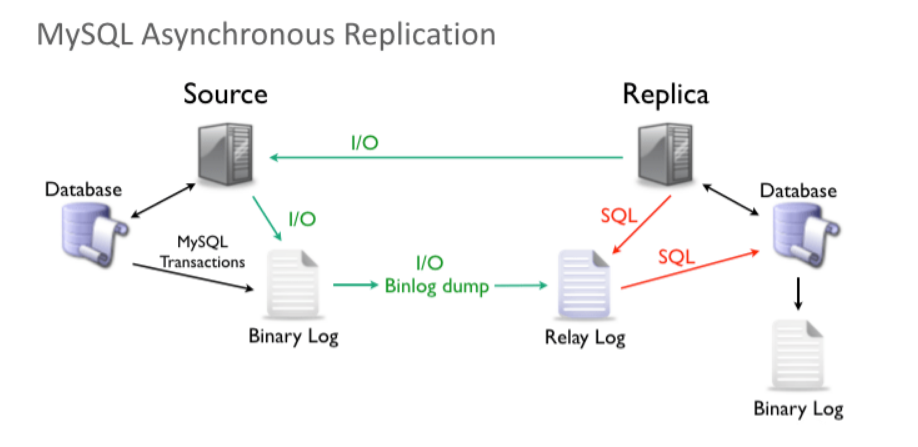 MySQL Asynchronous Replication
Source
Replica
I/O
Database
Database
I/O
SQL
MySQL
Transactions
I/O
Binlog dump
SQL
Binary Log
Relay Log
Binary Log